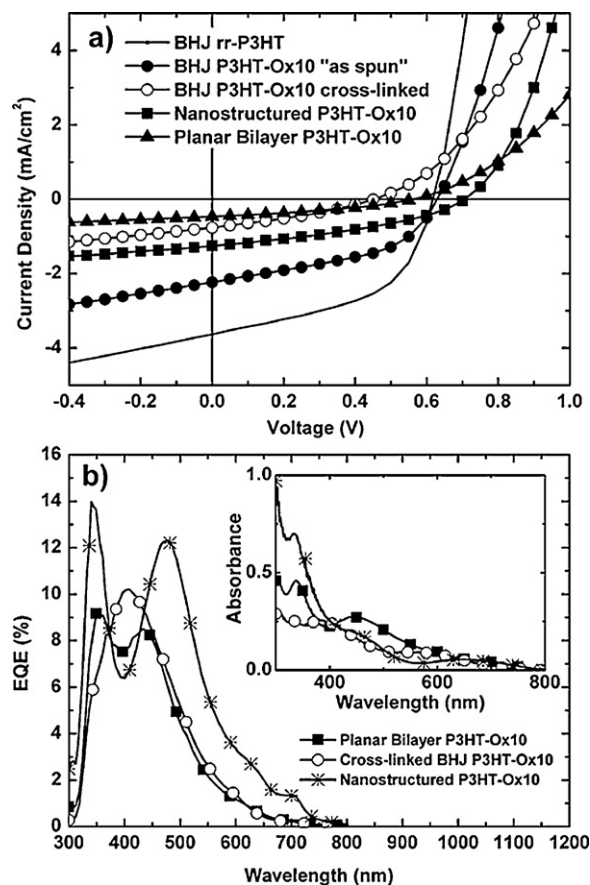 a)
BHJ rr-P3HT
BHJ P3HT-Ox10 "as spun"
BHJ P3HT-Ox10 cross-linked
Nanostructured P3HT-Ox10
Planar Bilayer P3HT-Ox10
Current Density (mA/cm²)
4
2
0
-2
-4
-0.4 -0.2 0.0 0.2 0.4 0.6 0.8 1.0
Voltage (V)
b)
EQE (%)
16
14
12
10
8
6
4
2
0
300 400 500 600 700 800 900 1000 1100 1200
Wavelength (nm)
Absorbance
1.0
0.5
0.0
400 600 800
Wavelength (nm)
Planar Bilayer P3HT-Ox10
Cross-linked BHJ P3HT-Ox10
Nanostructured P3HT-Ox10